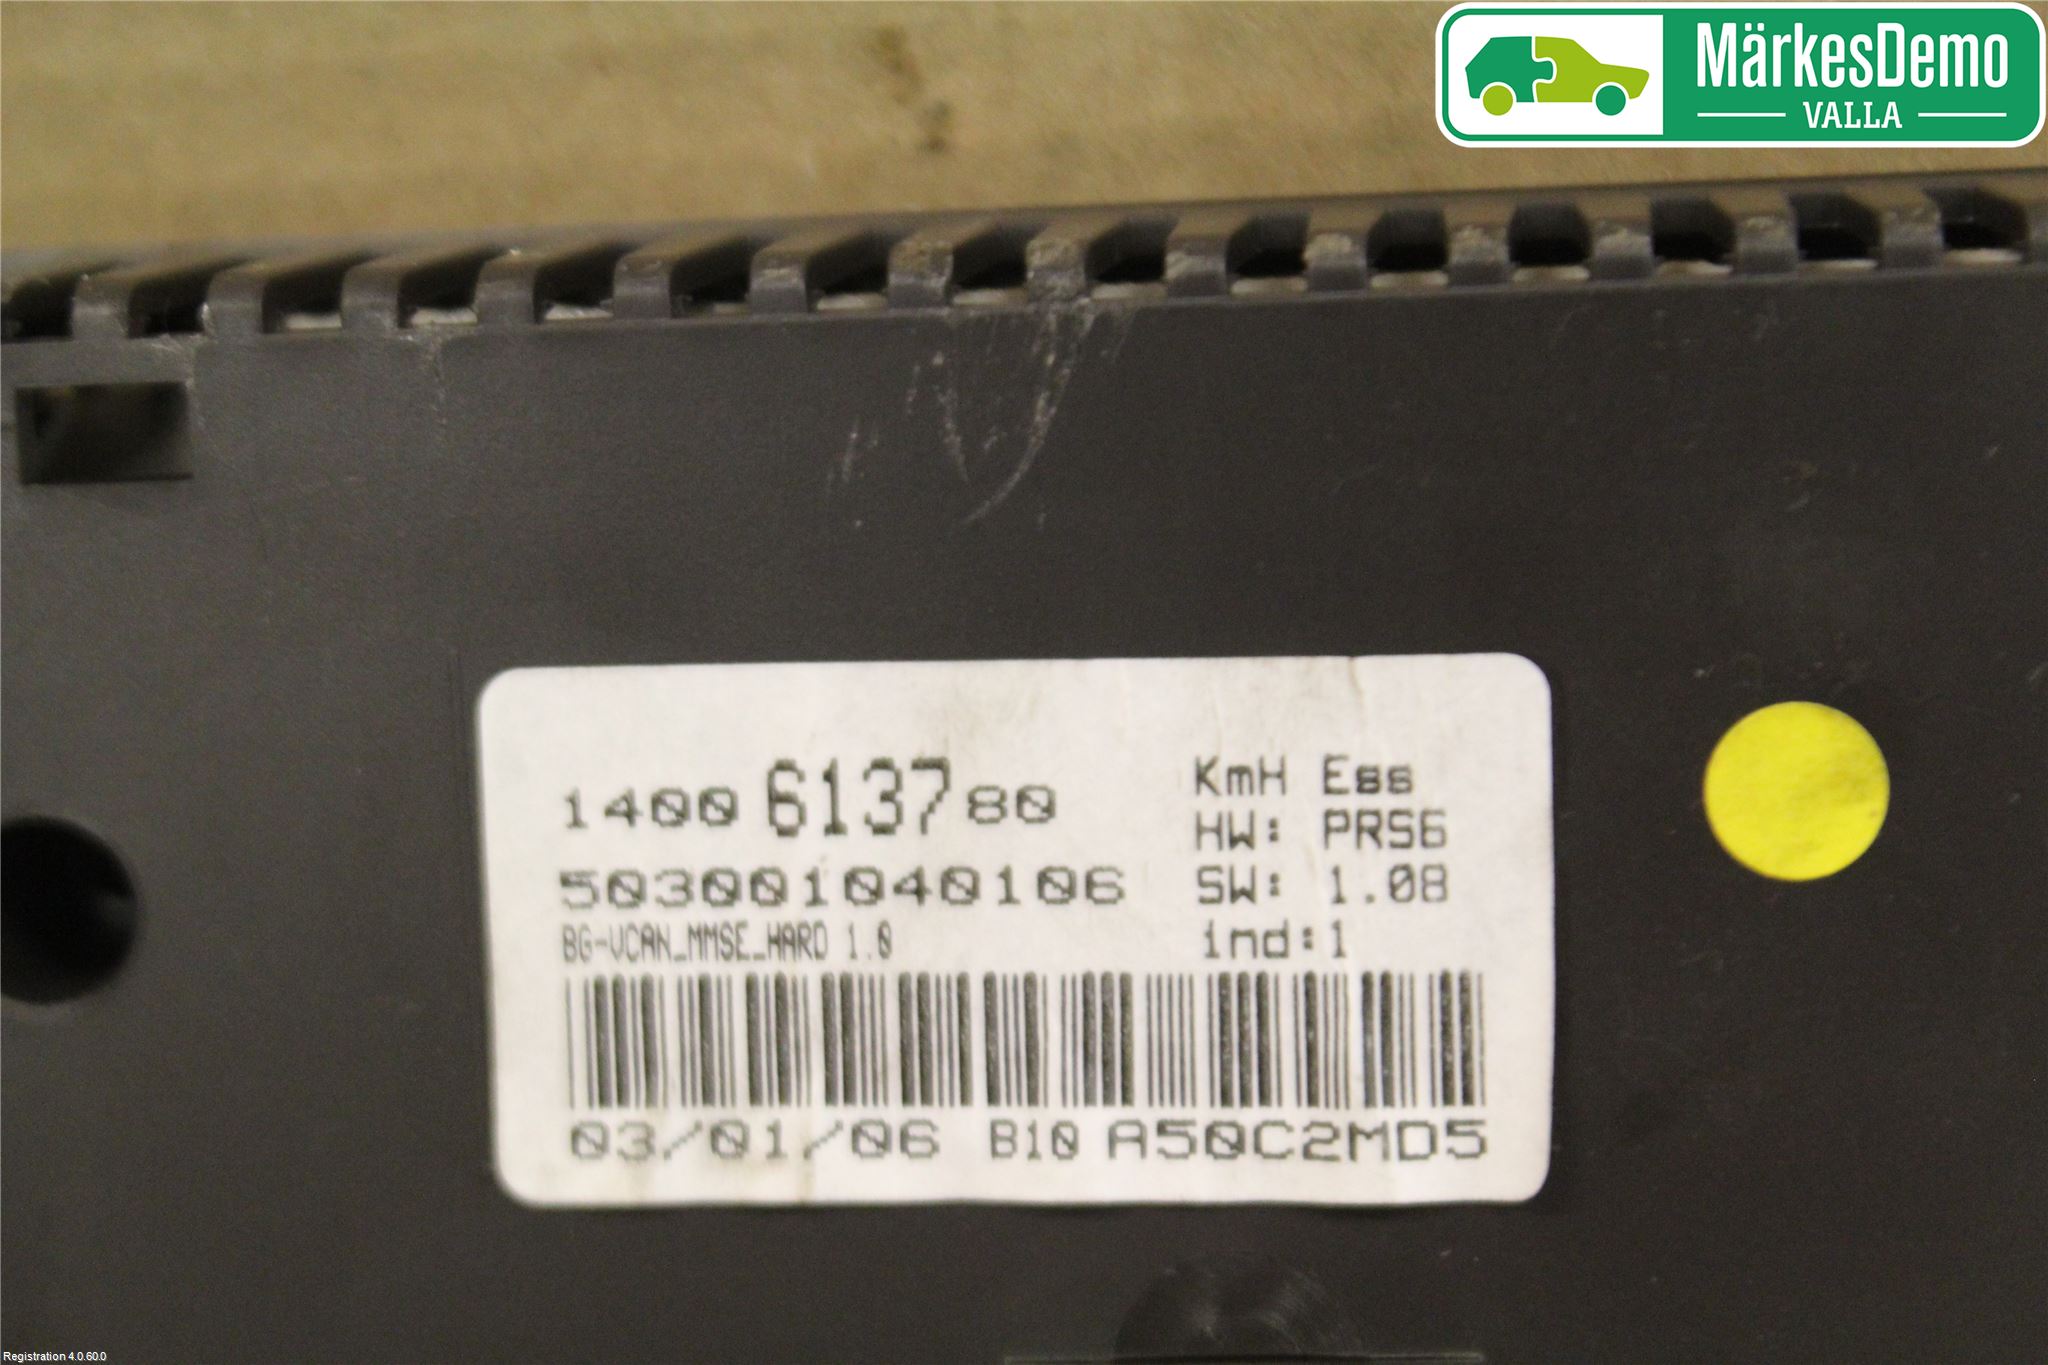 MärkesDemo
VALLA
1400 6137 80
503001040106
BG-VCAN_MMSE_HARD 1.0
KmH Ess
HW: PRS6
SW: 1.08
ind:1
03/01/06 B10 A50C2MD5
Registration 4.0.60.0